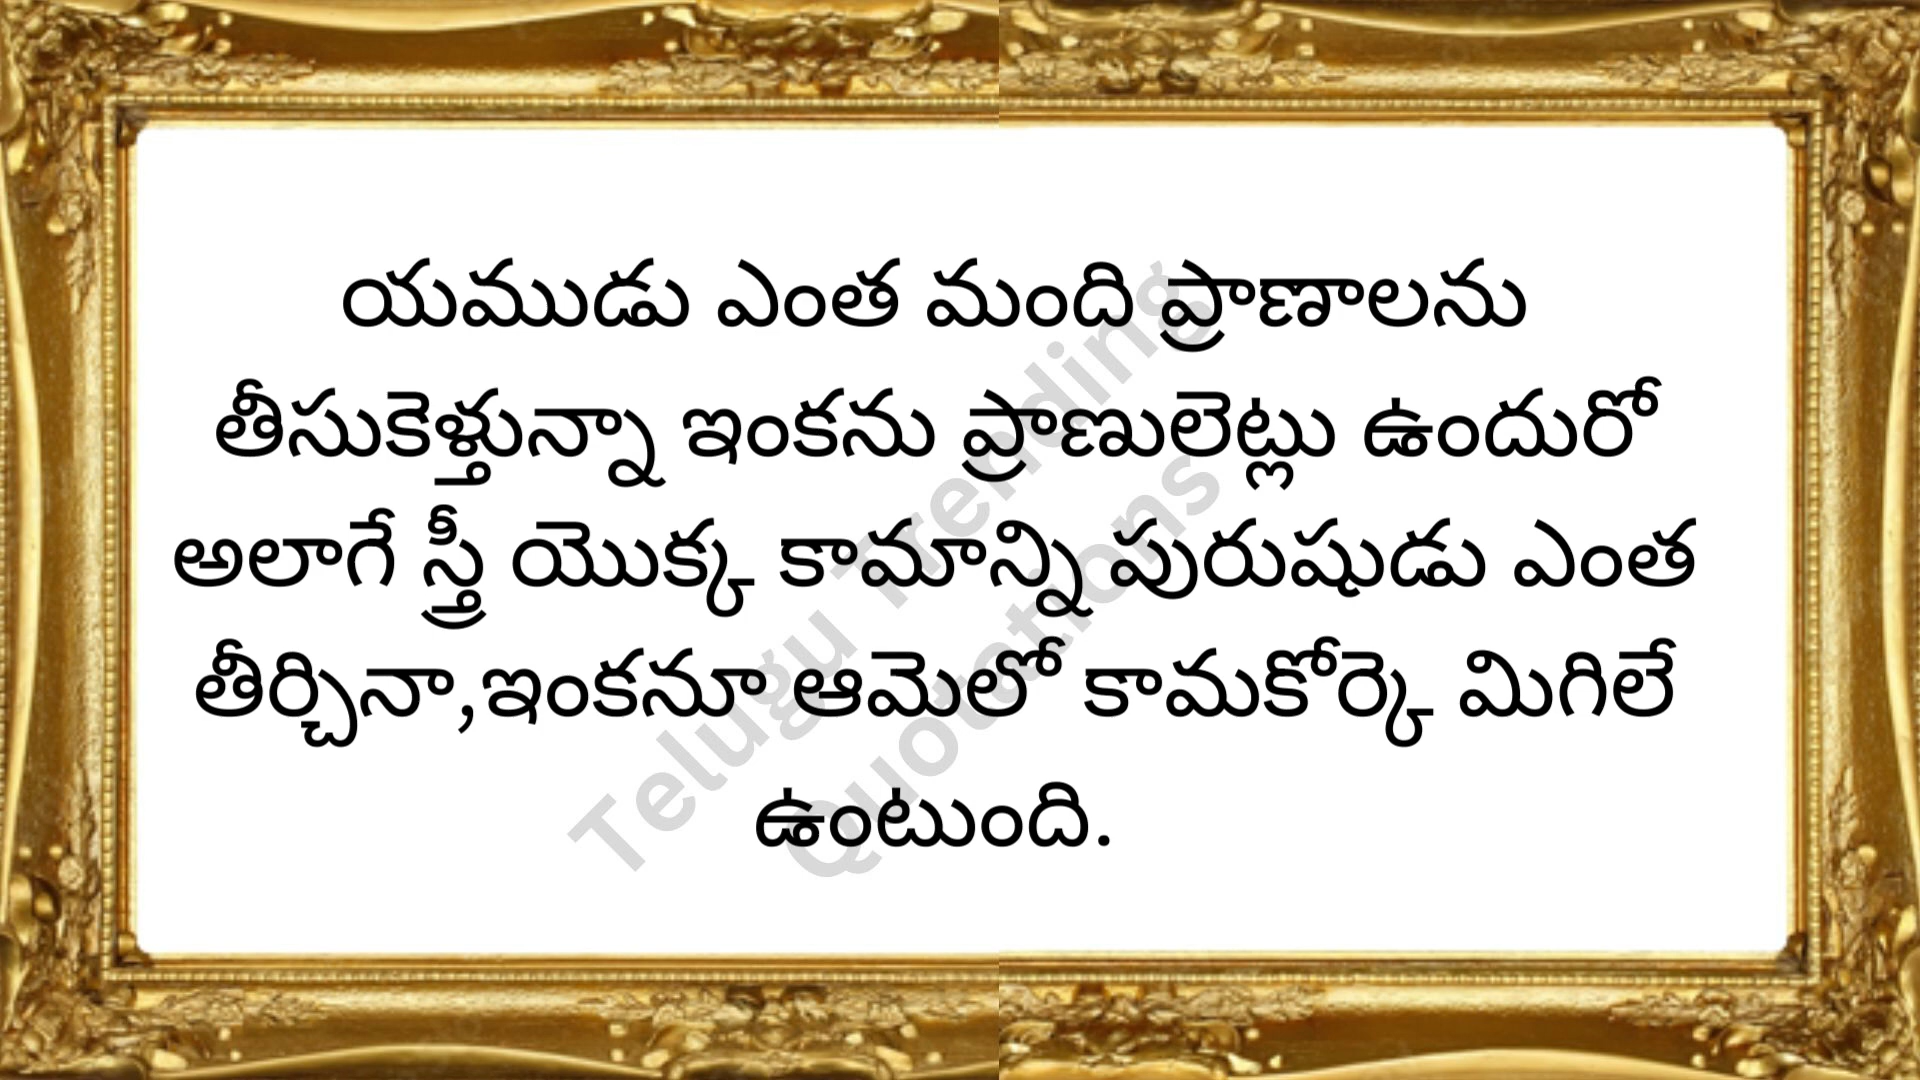 యముడు ఎంత మంది ప్రాణాలను
తీసుకెళ్తున్నా ఇంకను ప్రాణులెట్లు ఉందురో
అలాగే స్త్రీ యొక్క కామాన్ని పురుషుడు ఎంత
తీర్చినా,ఇంకనూ ఆమెలో కామకోర్కె మిగిలే
ఉంటుంది.
Telugu Trending
Quotations